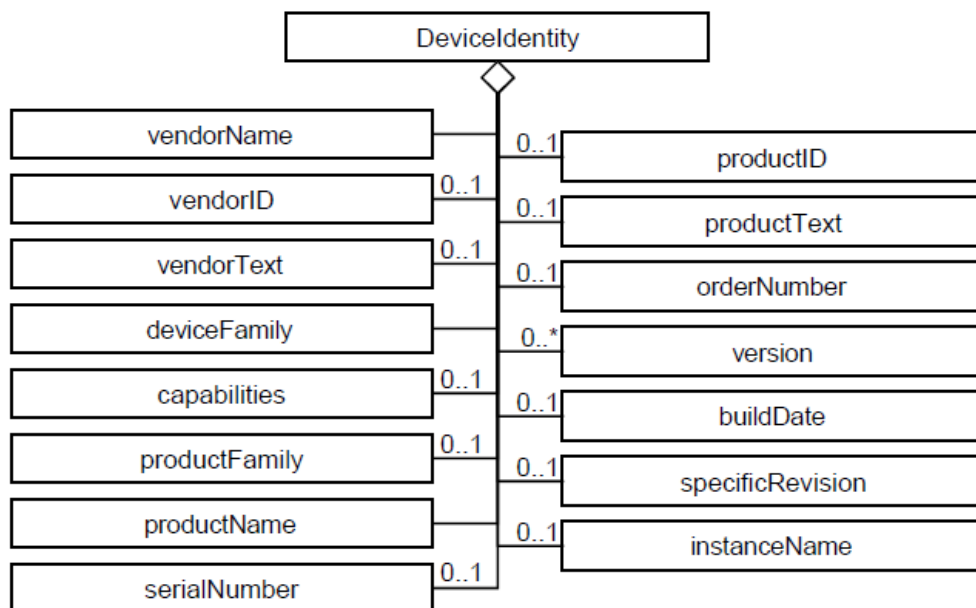 DeviceIdentity
vendorName
0..1
productID
0..1
vendorID
0..1
productText
0..1
vendorText
0..1
orderNumber
deviceFamily
0..*
version
0..1
capabilities
0..1
buildDate
0..1
productFamily
0..1
specificRevision
productName
0..1
instanceName
0..1
serialNumber